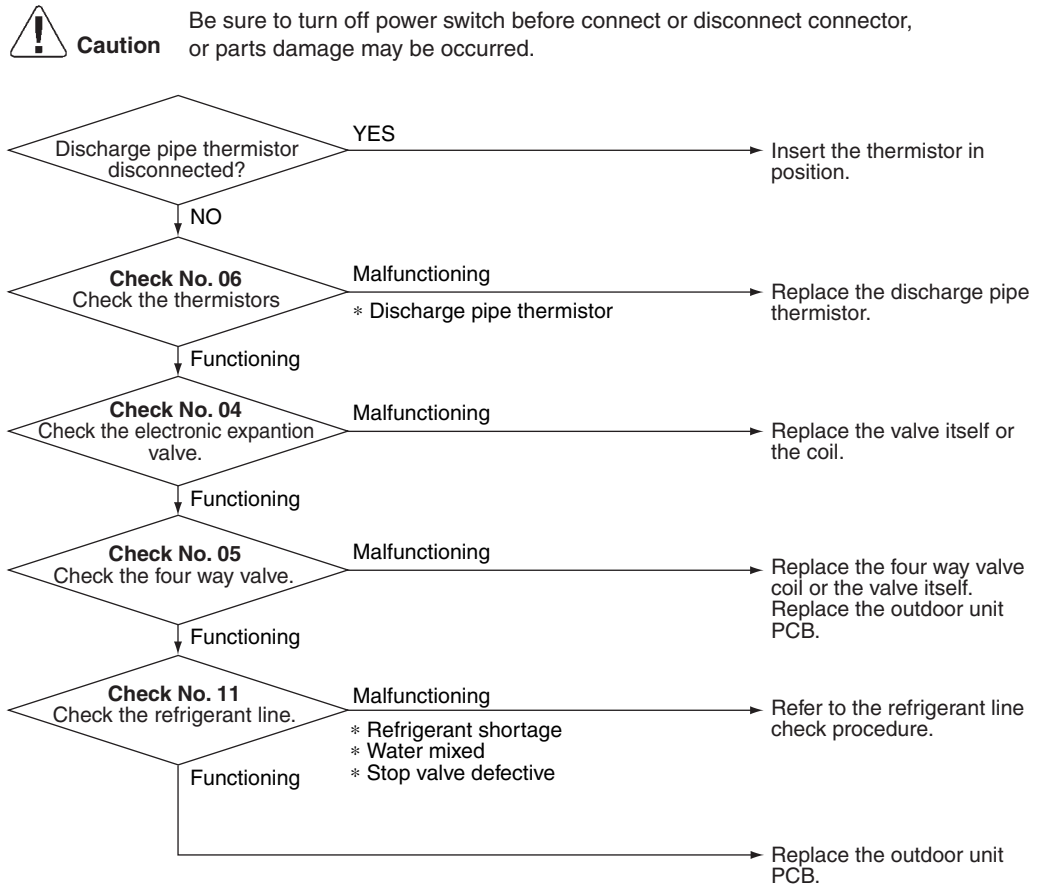 Be sure to turn off power switch before connect or disconnect connector,
Caution or parts damage may be occurred.
Discharge pipe thermistor
disconnected?
YES
Insert the thermistor in
position.
NO
Check No. 06
Check the thermistors
Malfunctioning
* Discharge pipe thermistor
Replace the discharge pipe
thermistor.
Functioning
Check No. 04
Check the electronic expantion
valve.
Malfunctioning
Replace the valve itself or
the coil.
Functioning
Check No. 05
Check the four way valve.
Malfunctioning
Replace the four way valve
coil or the valve itself.
Replace the outdoor unit
PCB.
Functioning
Check No. 11
Check the refrigerant line.
Malfunctioning
* Refrigerant shortage
* Water mixed
* Stop valve defective
Refer to the refrigerant line
check procedure.
Functioning
Replace the outdoor unit
PCB.